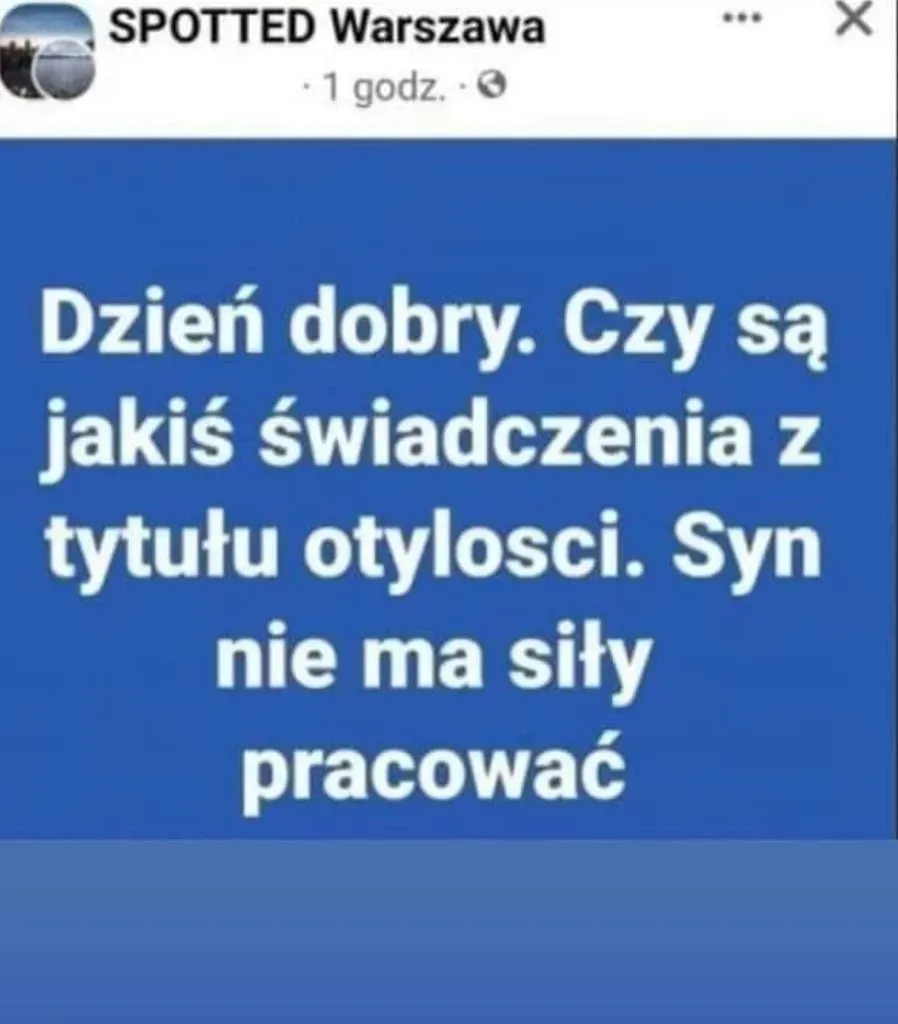 SPOTTED Warszawa
· 1 godz. ·
Dzień dobry. Czy są
jakiś świadczenia z
tytułu otylosci. Syn
nie ma siły
pracować